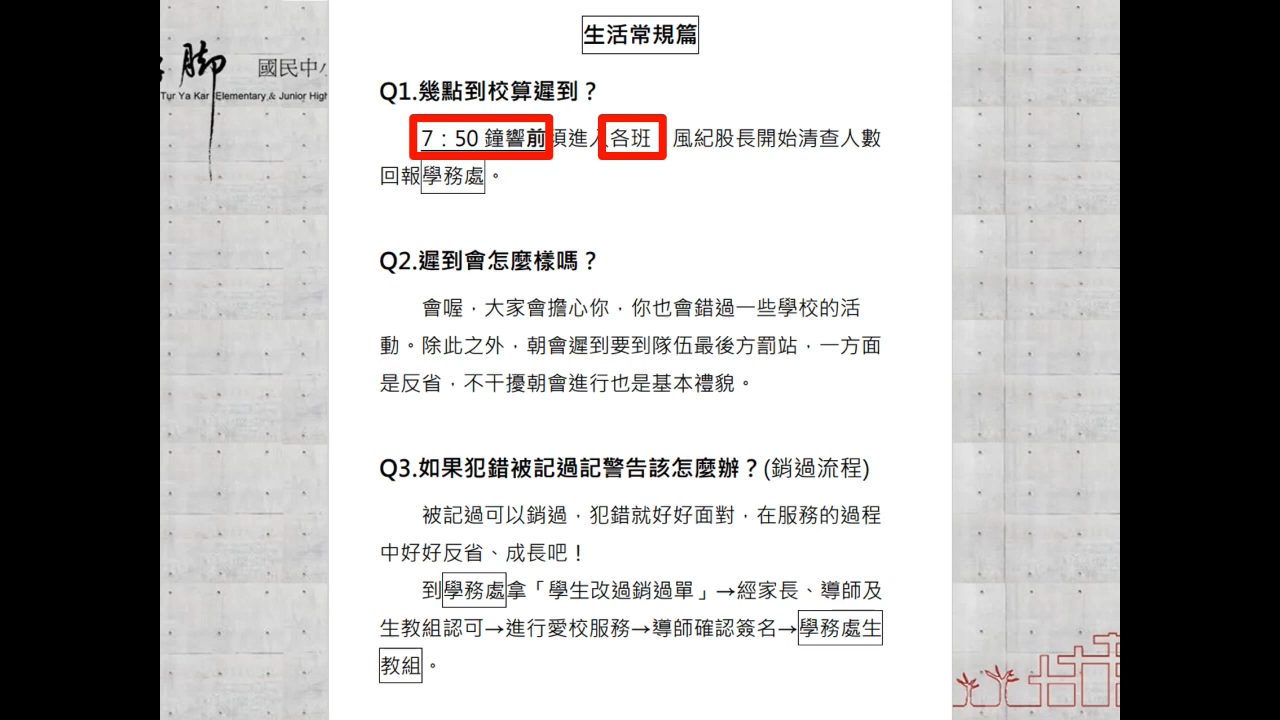 生活常規篇
脚
國民中小
Tur Ya Kar Elementary & Junior High
Q1.幾點到校算遲到？
7：50 鐘響前須進入各班，風紀股長開始清查人數
回報學務處。
Q2.遲到會怎麼樣嗎？
會喔，大家會擔心你，你也會錯過一些學校的活
動。除此之外，朝會遲到要到隊伍最後方罰站，一方面
是反省，不干擾朝會進行也是基本禮貌。
Q3.如果犯錯被記過記警告該怎麼辦？(銷過流程)
被記過可以銷過，犯錯就好好面對，在服務的過程
中好好反省、成長吧！
到學務處拿「學生改過銷過單」→經家長、導師及
生教組認可→進行愛校服務→導師確認簽名→學務處生
教組。